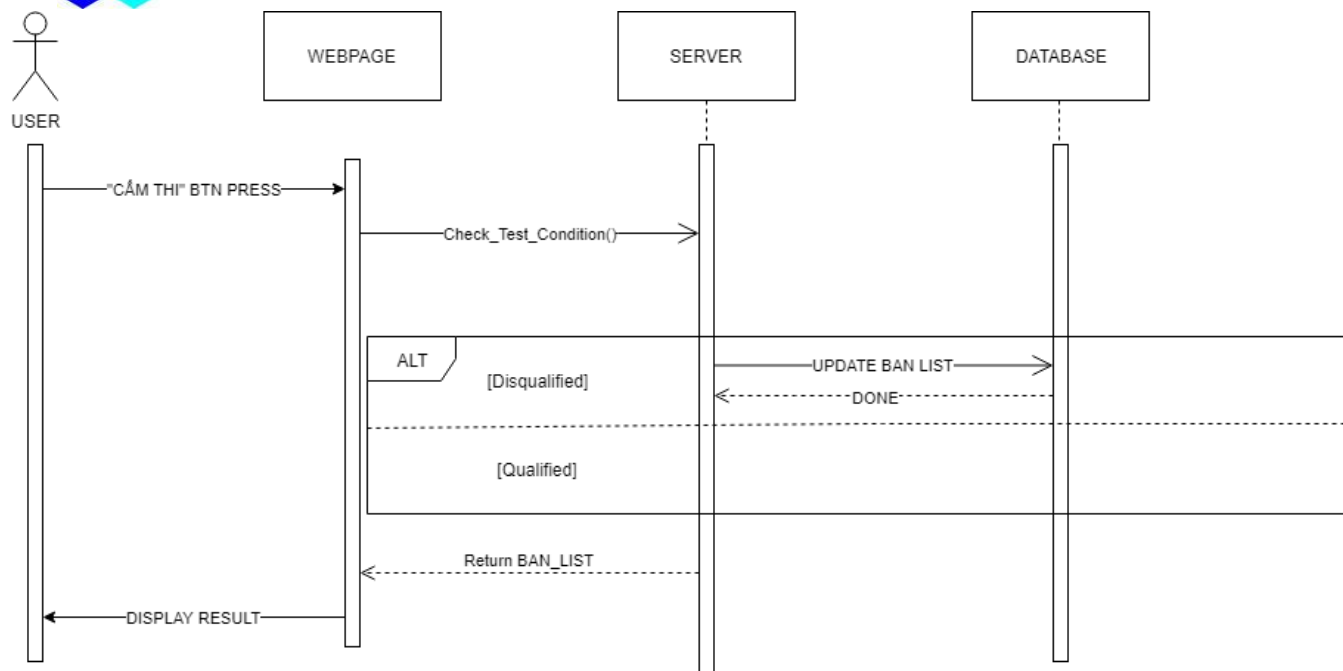 WEBPAGE
SERVER
DATABASE
USER
"CẤM THI" BTN PRESS
Check_Test_Condition()
ALT
[Disqualified]
UPDATE BAN LIST
DONE
[Qualified]
Return BAN_LIST
DISPLAY RESULT